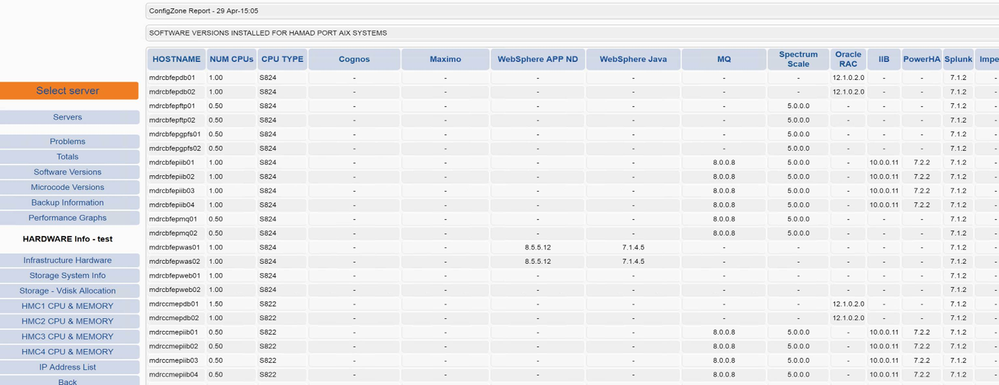 ConfigZone Report - 29 Apr-15:05
SOFTWARE VERSIONS INSTALLED FOR HAMAD PORT AIX SYSTEMS
Select server
Servers
Problems
Totals
Software Versions
Microcode Versions
Backup Information
Performance Graphs
HARDWARE Info - test
Infrastructure Hardware
Storage System Info
Storage - Vdisk Allocation
HMC1 CPU & MEMORY
HMC2 CPU & MEMORY
HMC3 CPU & MEMORY
HMC4 CPU & MEMORY
IP Address List
Back
HOSTNAME NUM CPUs CPU TYPE Cognos Maximo WebSphere APP ND WebSphere Java MQ Spectrum Scale Oracle RAC IIB PowerHA Splunk Impe
mdrcbfepdb01 1.00 S824 - - - - - - 12.1.0.2.0 - - 7.1.2 -
mdrcbfepdb02 1.00 S824 - - - - - - 12.1.0.2.0 - - 7.1.2 -
mdrcbfepftp01 0.50 S824 - - - - - 5.0.0.0 - - - 7.1.2 -
mdrcbfepftp02 0.50 S824 - - - - - 5.0.0.0 - - - 7.1.2 -
mdrcbfepgpfs01 0.50 S824 - - - - - 5.0.0.0 - - - 7.1.2 -
mdrcbfepgpfs02 0.50 S824 - - - - - 5.0.0.0 - - - 7.1.2 -
mdrcbfepiib01 1.00 S824 - - - - 8.0.0.8 5.0.0.0 - 10.0.0.11 7.2.2 7.1.2 -
mdrcbfepiib02 1.00 S824 - - - - 8.0.0.8 5.0.0.0 - 10.0.0.11 7.2.2 7.1.2 -
mdrcbfepiib03 1.00 S824 - - - - 8.0.0.8 5.0.0.0 - 10.0.0.11 7.2.2 7.1.2 -
mdrcbfepiib04 1.00 S824 - - - - 8.0.0.8 5.0.0.0 - 10.0.0.11 7.2.2 7.1.2 -
mdrcbfepmq01 0.50 S824 - - - - 8.0.0.8 5.0.0.0 - - - 7.1.2 -
mdrcbfepmq02 0.50 S824 - - - - 8.0.0.8 5.0.0.0 - - - 7.1.2 -
mdrcbfepwas01 1.00 S824 - - 8.5.5.12 7.1.4.5 - - - - - 7.1.2 -
mdrcbfepwas02 1.00 S824 - - 8.5.5.12 7.1.4.5 - - - - - 7.1.2 -
mdrcbfepweb01 1.00 S824 - - - - - - - - - 7.1.2 -
mdrcbfepweb02 1.00 S824 - - - - - - - - - 7.1.2 -
mdrccmepdb01 1.50 S822 - - - - - - 12.1.0.2.0 - - 7.1.2 -
mdrccmepdb02 1.00 S822 - - - - - - 12.1.0.2.0 - - 7.1.2 -
mdrccmepiib01 0.50 S822 - - - - 8.0.0.8 5.0.0.0 - 10.0.0.11 7.2.2 7.1.2 -
mdrccmepiib02 0.50 S822 - - - - 8.0.0.8 5.0.0.0 - 10.0.0.11 7.2.2 7.1.2 -
mdrccmepiib03 0.50 S822 - - - - 8.0.0.8 5.0.0.0 - 10.0.0.11 7.2.2 7.1.2 -
mdrccmepiib04 0.50 S822 - - - - 8.0.0.8 5.0.0.0 - 10.0.0.11 7.2.2 7.1.2 -